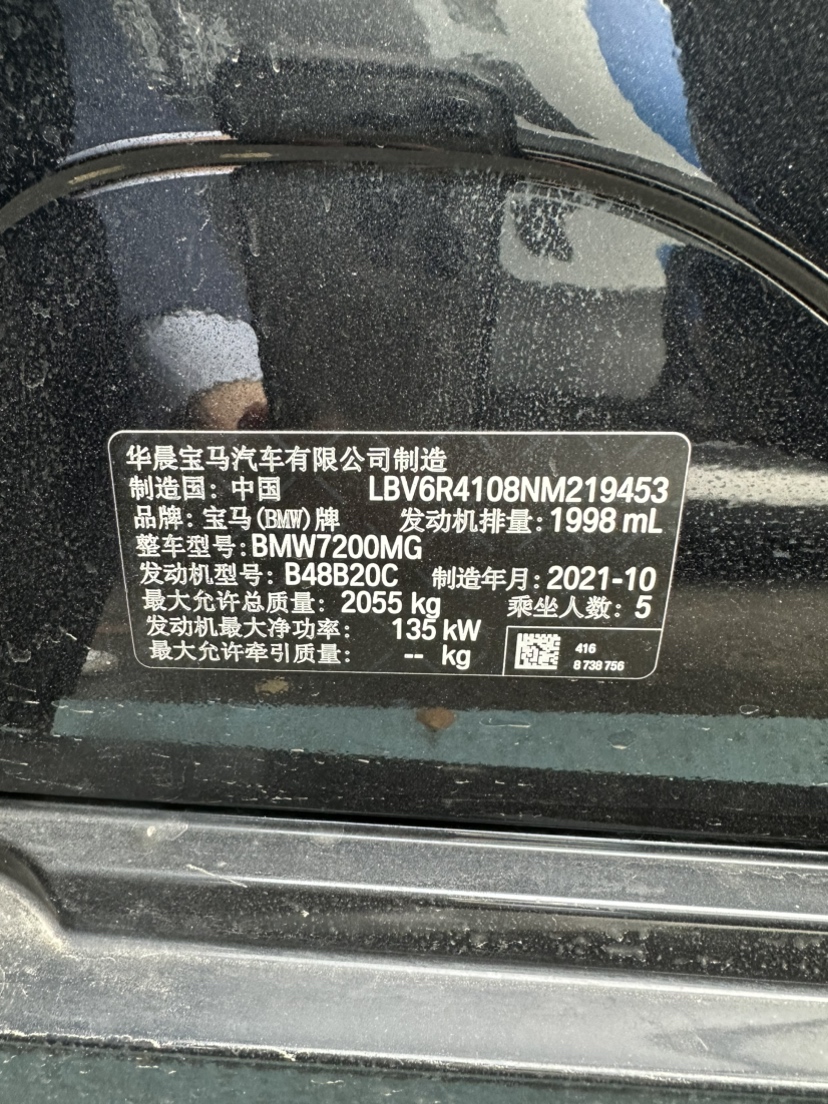 华晨宝马汽车有限公司制造
制造国：中国 LBV6R4108NM219453
品牌：宝马(BMW)牌 发动机排量：1998 mL
整车型号：BMW7200MG
发动机型号：B48B20C 制造年月：2021-10
最大允许总质量：2055 kg 乘坐人数：5
发动机最大净功率：135 kW
最大允许牵引质量：-- kg
416
8 738 756